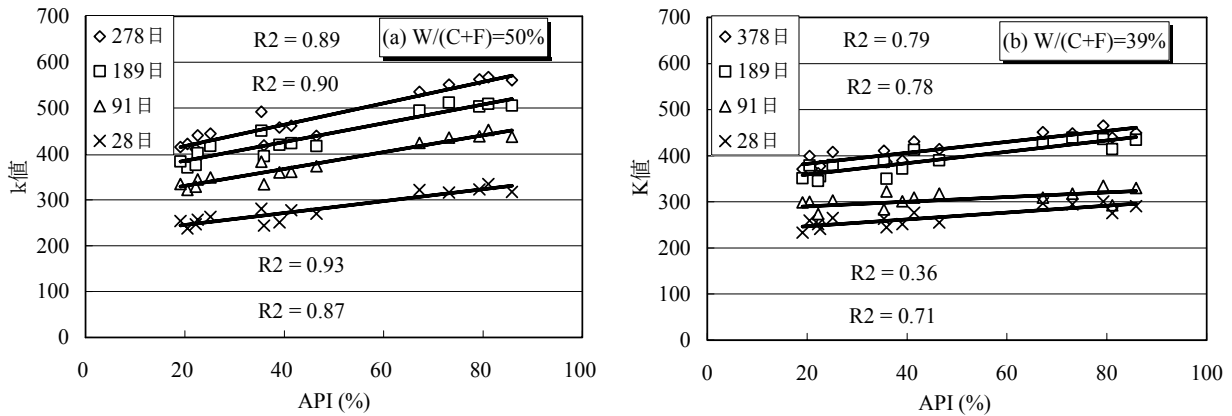 700
600
500
400
300
200
100
0
k値
278日
189日
91日
28日
R2 = 0.89
(a) W/(C+F)=50%
R2 = 0.90
R2 = 0.93
R2 = 0.87
0 20 40 60 80 100
API (%)
700
600
500
400
300
200
100
0
K値
378日
189日
91日
28日
R2 = 0.79
(b) W/(C+F)=39%
R2 = 0.78
R2 = 0.36
R2 = 0.71
0 20 40 60 80 100
API (%)